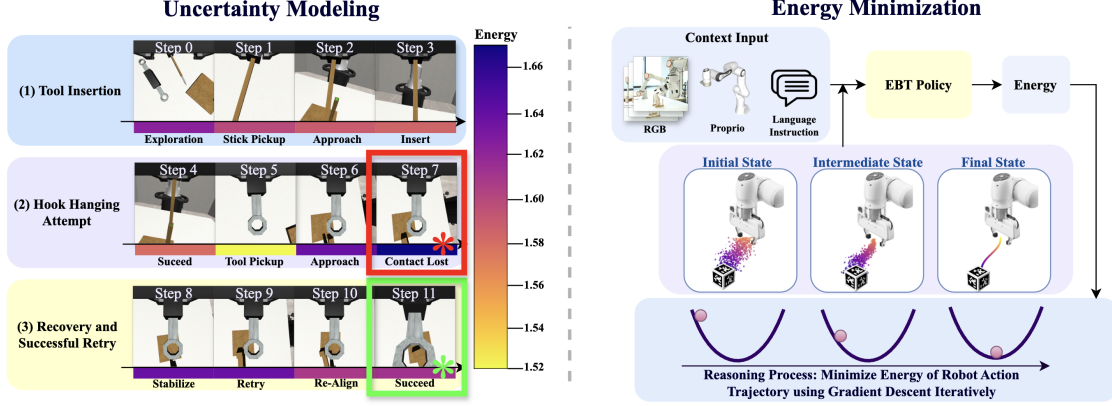 Uncertainty Modeling
Energy
(1) Tool Insertion
Step 0
Step 1
Step 2
Step 3
Exploration
Stick Pickup
Approach
Insert
(2) Hook Hanging
Attempt
Step 4
Step 5
Step 6
Step 7
Suceed
Tool Pickup
Approach
Contact Lost
(3) Recovery and
Successful Retry
Step 8
Step 9
Step 10
Step 11
Stabilize
Retry
Re-Align
Succeed
1.66
1.64
1.62
1.60
1.58
1.56
1.54
1.52
Energy Minimization
Context Input
RGB
Proprio
Language
Instruction
EBT Policy
Energy
Initial State
Intermediate State
Final State
Reasoning Process: Minimize Energy of Robot Action
Trajectory using Gradient Descent Iteratively